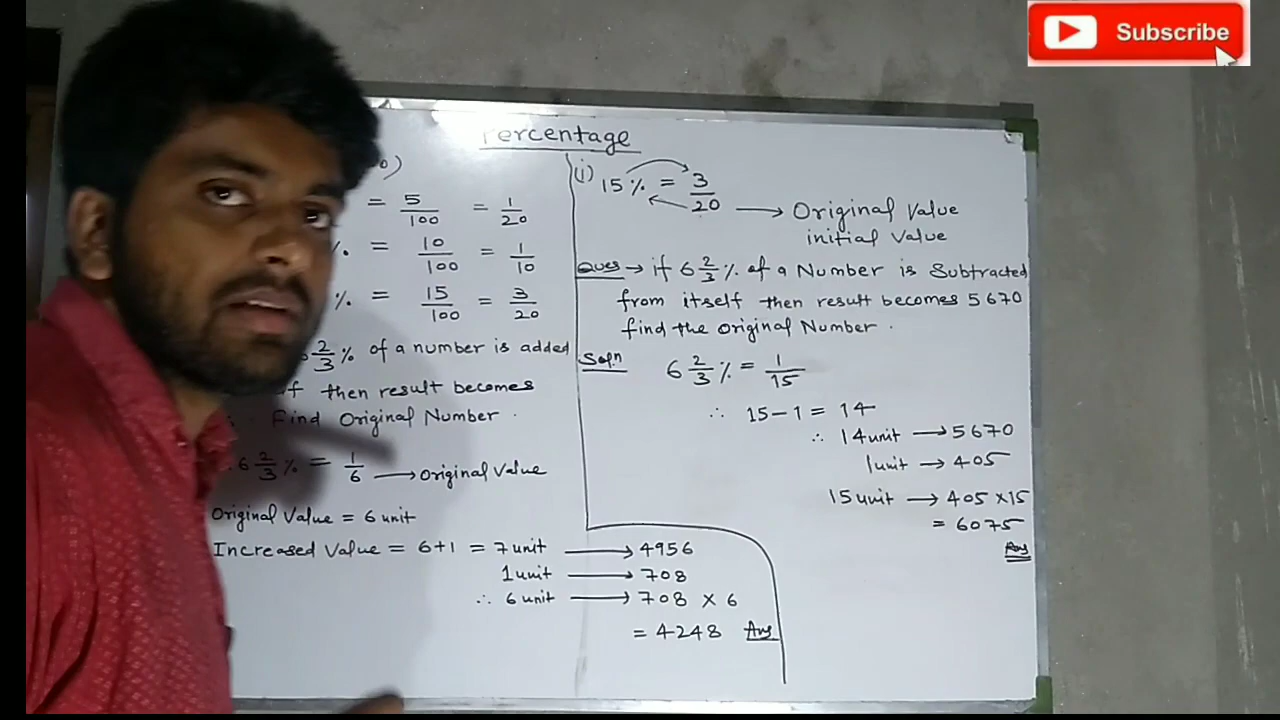 Subscribe
Percentage
= 5/100 = 1/20
% = 10/100 = 1/10
% = 15/100 = 3/20
2/3 % of a number is added
then result becomes
Find Original Number .
6 2/3 % = 1/6 → Original Value
Original Value = 6 unit
Increased Value = 6+1 = 7 unit → 4956
1 unit → 708
∴ 6 unit → 708 × 6
= 4248 Ans
(i) 15 % = 3/20 → Original Value
initial Value
Ques → if 6 2/3 % of a Number is Subtracted
from itself then result becomes 5670
find the Original Number .
Soln 6 2/3 % = 1/15
∴ 15-1 = 14
∴ 14 unit → 5670
1 unit → 405
15 unit → 405 ×15
= 6075
Ans